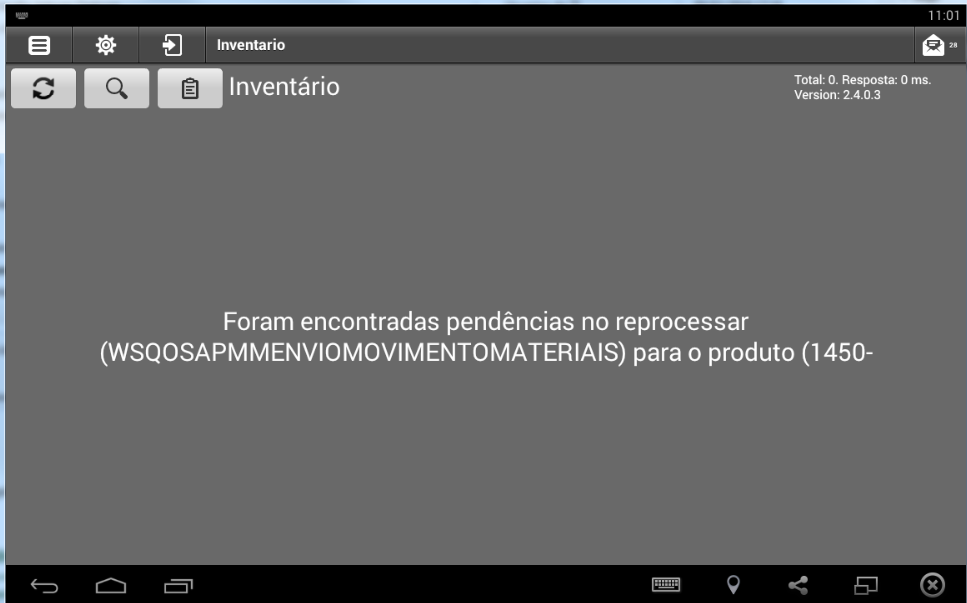 11:01
Inventario
28
Inventário
Total: 0. Resposta: 0 ms.
Version: 2.4.0.3
Foram encontradas pendências no reprocessar
(WSQOSAPMMENVIOMOVIMENTOMATERIAIS) para o produto (1450-